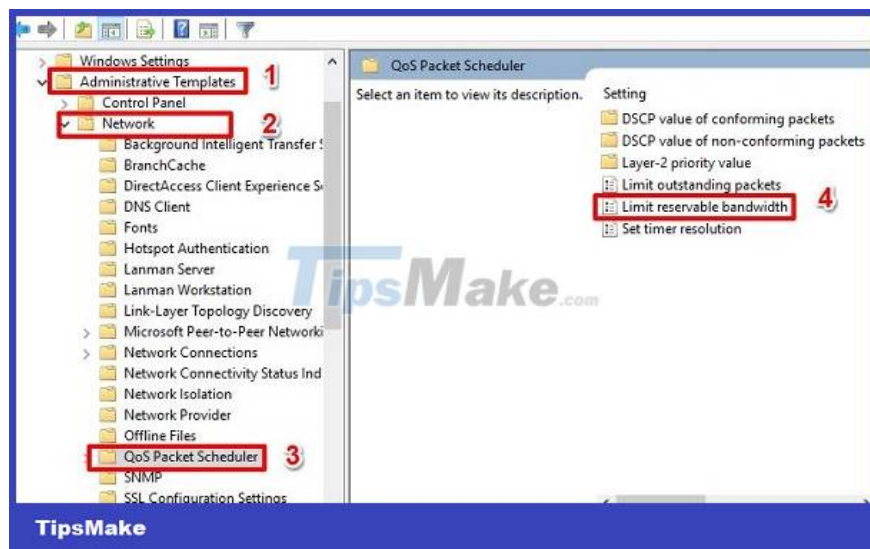 Windows Settings
Administrative Templates
1
Control Panel
Network
2
Background Intelligent Transfer S
BranchCache
DirectAccess Client Experience Se
DNS Client
Fonts
Hotspot Authentication
Lanman Server
Lanman Workstation
Link-Layer Topology Discovery
Microsoft Peer-to-Peer Networki
Network Connections
Network Connectivity Status Ind
Network Isolation
Network Provider
Offline Files
QoS Packet Scheduler
3
SNMP
SSL Configuration Settings
QoS Packet Scheduler
Select an item to view its description.
Setting
DSCP value of conforming packets
DSCP value of non-conforming packets
Layer-2 priority value
Limit outstanding packets
Limit reservable bandwidth
4
Set timer resolution
TipsMake.com
TipsMake